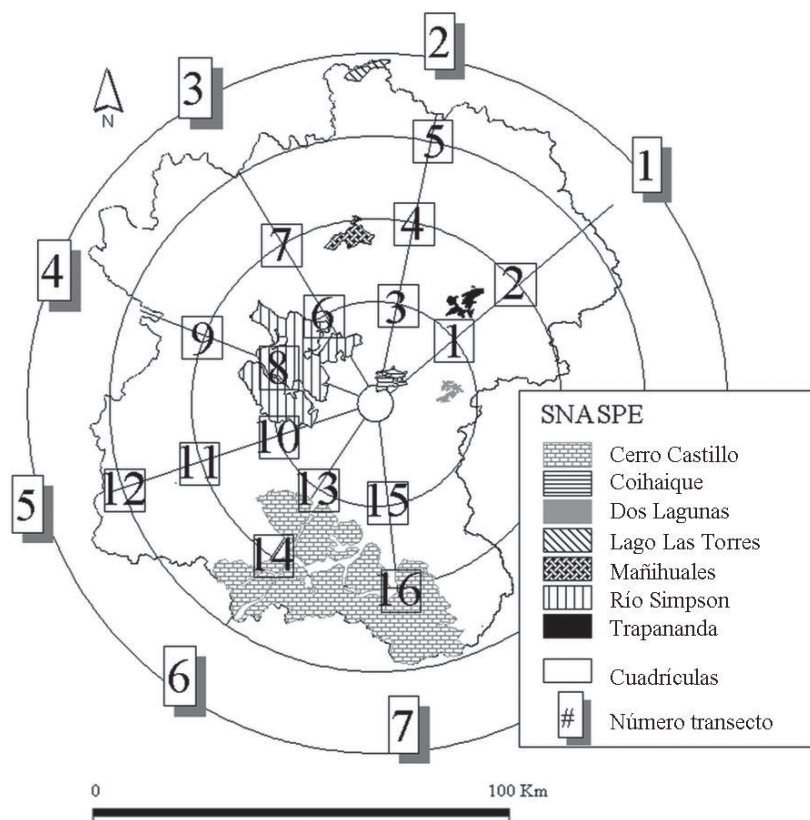 2
3
1
N
5
7
4
2
4
9
6
3
1
8
10
5
12
11
13
15
14
16
SNASPE
Cerro Castillo
Coihaique
Dos Lagunas
Lago Las Torres
Mañihuales
Río Simpson
Trapananda
Cuadrículas
# Número transecto
6
7
0 100 Km